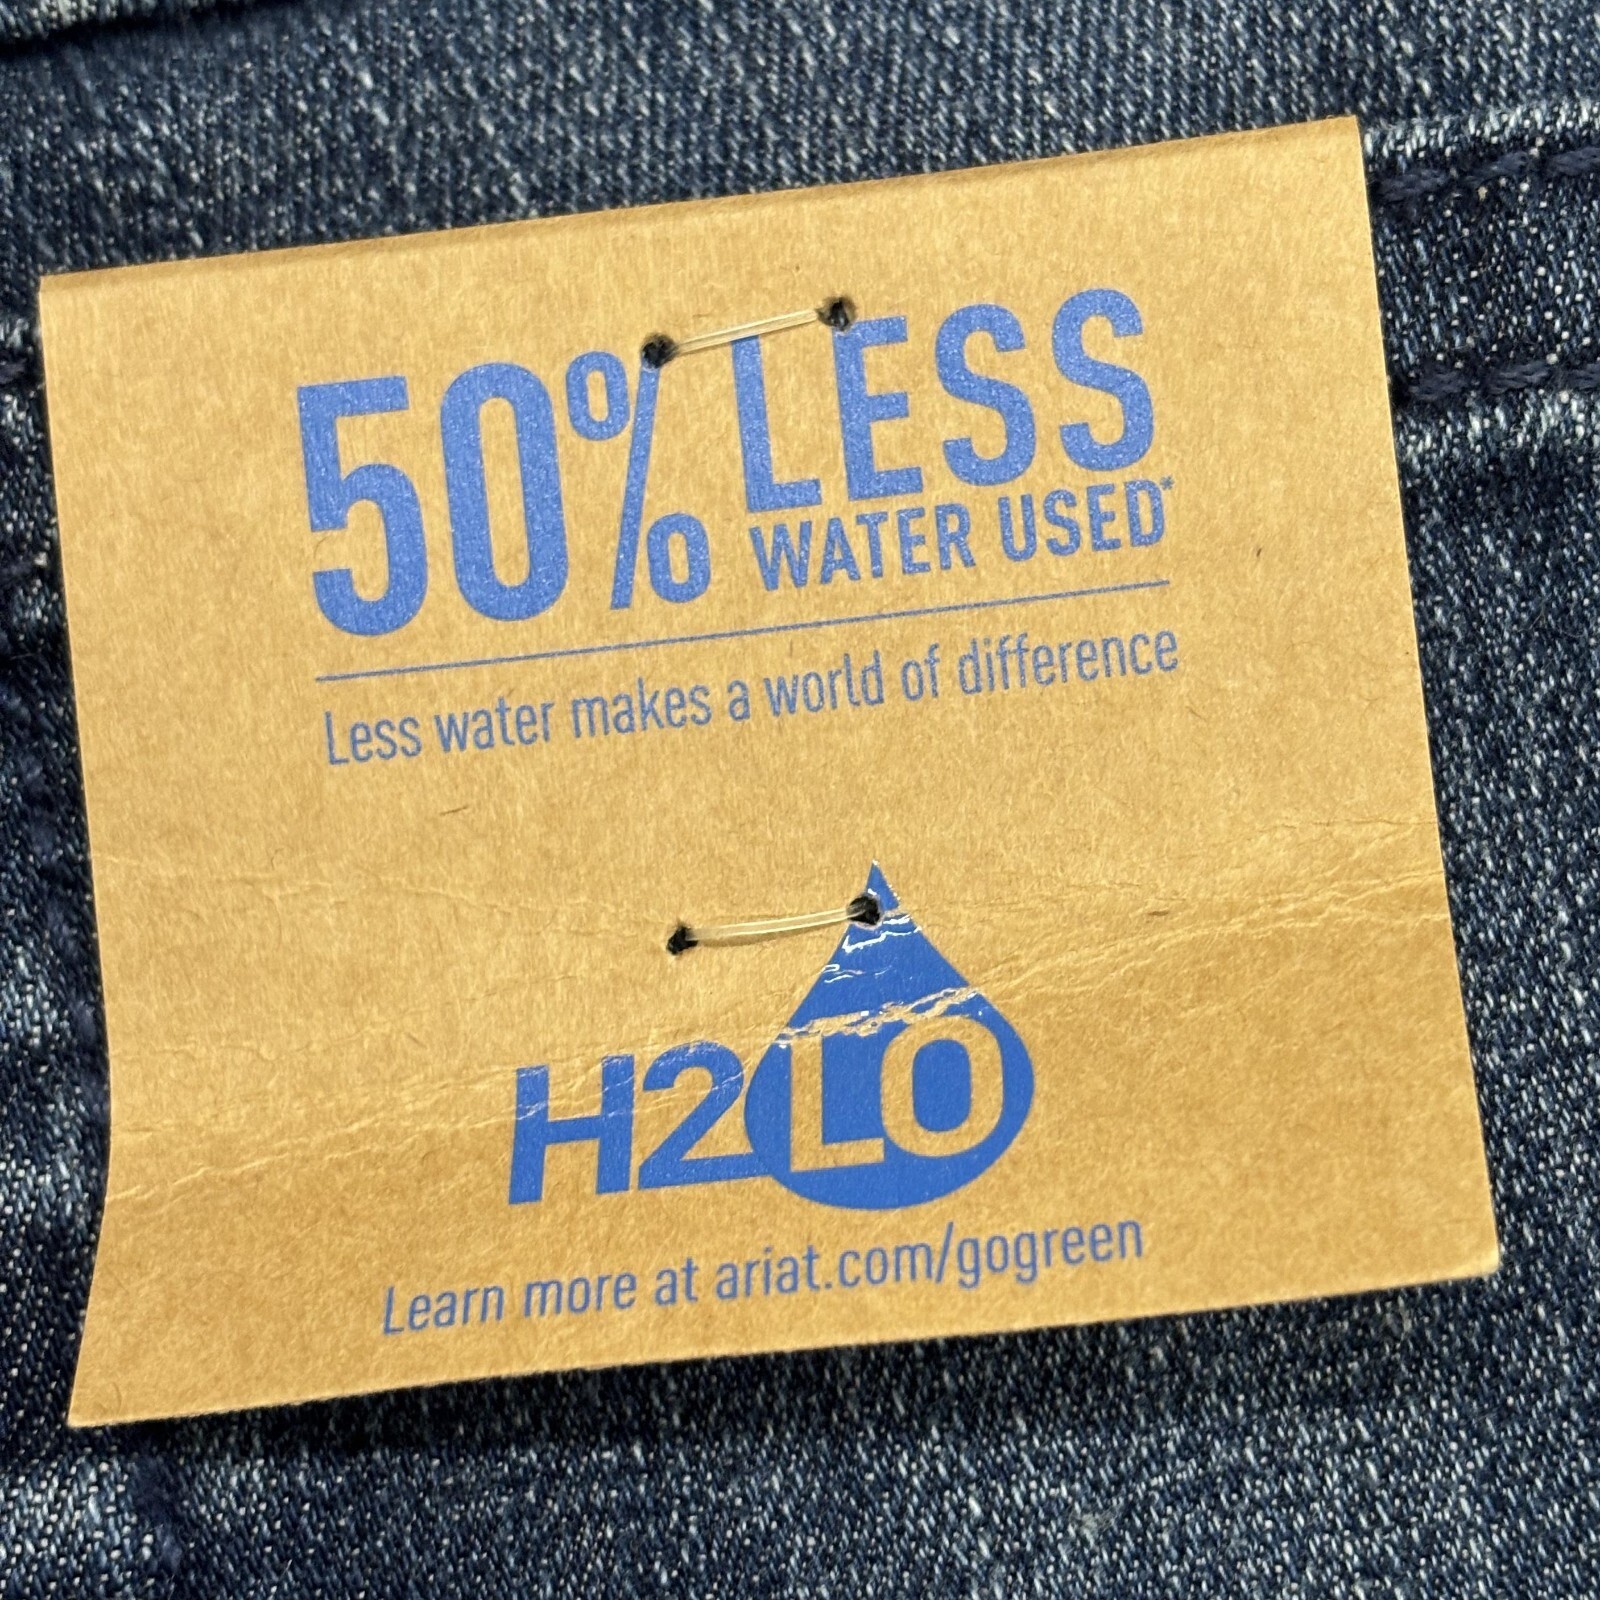 50% LESS
WATER USED*
Less water makes a world of difference
H2LO
Learn more at ariat.com/gogreen